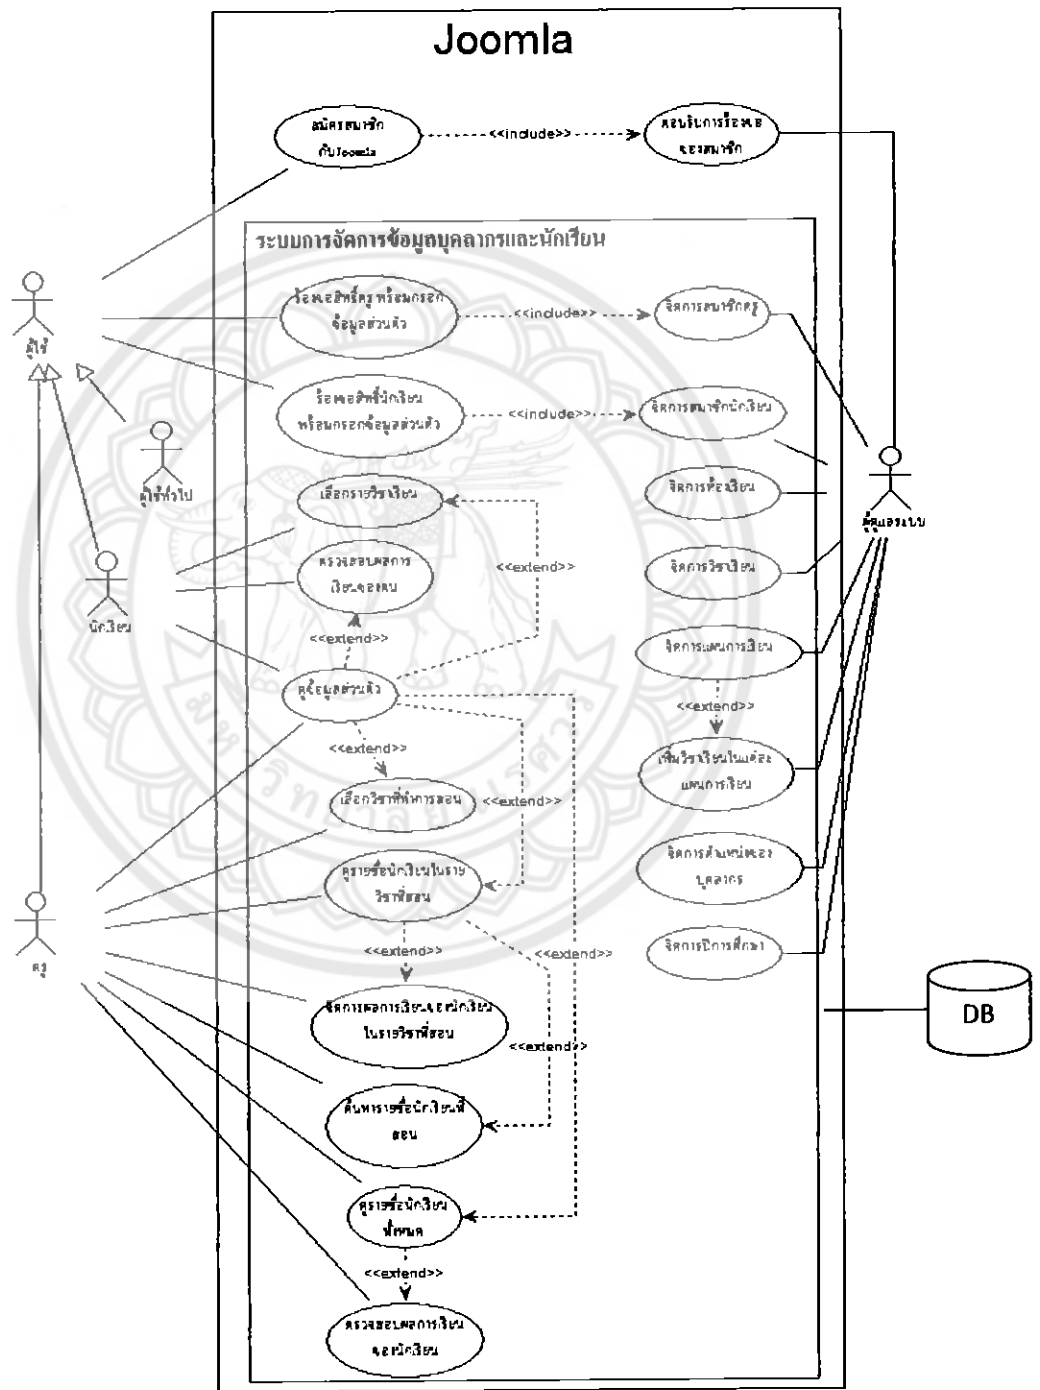 Joomla
สมัครสมาชิก
กับJoomla
<<include>>
ตอบรับการร้องขอ
ของสมาชิก
ระบบการจัดการข้อมูลบุคลากรและนักเรียน
ร้องขอสิทธิ์ครู พร้อมกรอก
ข้อมูลส่วนตัว
<<include>>
จัดการสมาชิกครู
ผู้ใช้
ร้องขอสิทธิ์นักเรียน
พร้อมกรอกข้อมูลส่วนตัว
<<include>>
จัดการสมาชิกนักเรียน
ผู้ใช้ทั่วไป
เลือกรายวิชาเรียน
จัดการห้องเรียน
ผู้ดูแลระบบ
ตรวจสอบผลการ
เรียนของตน
<<extend>>
จัดการวิชาเรียน
นักเรียน
<<extend>>
จัดการแผนการเรียน
ดูข้อมูลส่วนตัว
<<extend>>
<<extend>>
เพิ่มวิชาเรียนในแต่ละ
แผนการเรียน
เลือกวิชาที่ทำการสอน
<<extend>>
ดูรายชื่อนักเรียนในราย
วิชาที่สอน
จัดการตำแหน่งของ
บุคลากร
ครู
<<extend>>
<<extend>>
จัดการปีการศึกษา
จัดการผลการเรียนของนักเรียน
ในรายวิชาที่สอน
<<extend>>
DB
ค้นหารายชื่อนักเรียนที่
สอน
ดูรายชื่อนักเรียน
ทั้งหมด
<<extend>>
ตรวจสอบผลการเรียน
ของนักเรียน
มหาวิทยาลัยนเรศวร